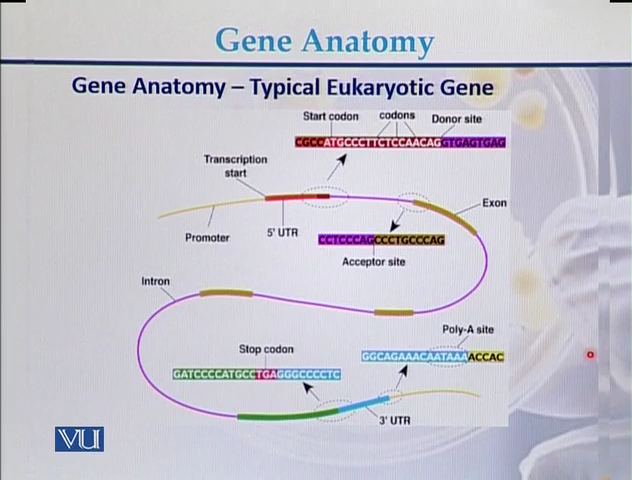 Gene Anatomy
Gene Anatomy – Typical Eukaryotic Gene
Start codon codons Donor site
CGCCATGCCCTTCTCCAACAGGTGAGTGAG
Transcription
start
Exon
Promoter 5' UTR
CCTCCCAGCCCTGCCCAG
Acceptor site
Intron
Poly-A site
Stop codon
GGCAGAAACAATAAAACCAC
GATCCCCATGCCTGAGGGCCCCTC
3' UTR
VU